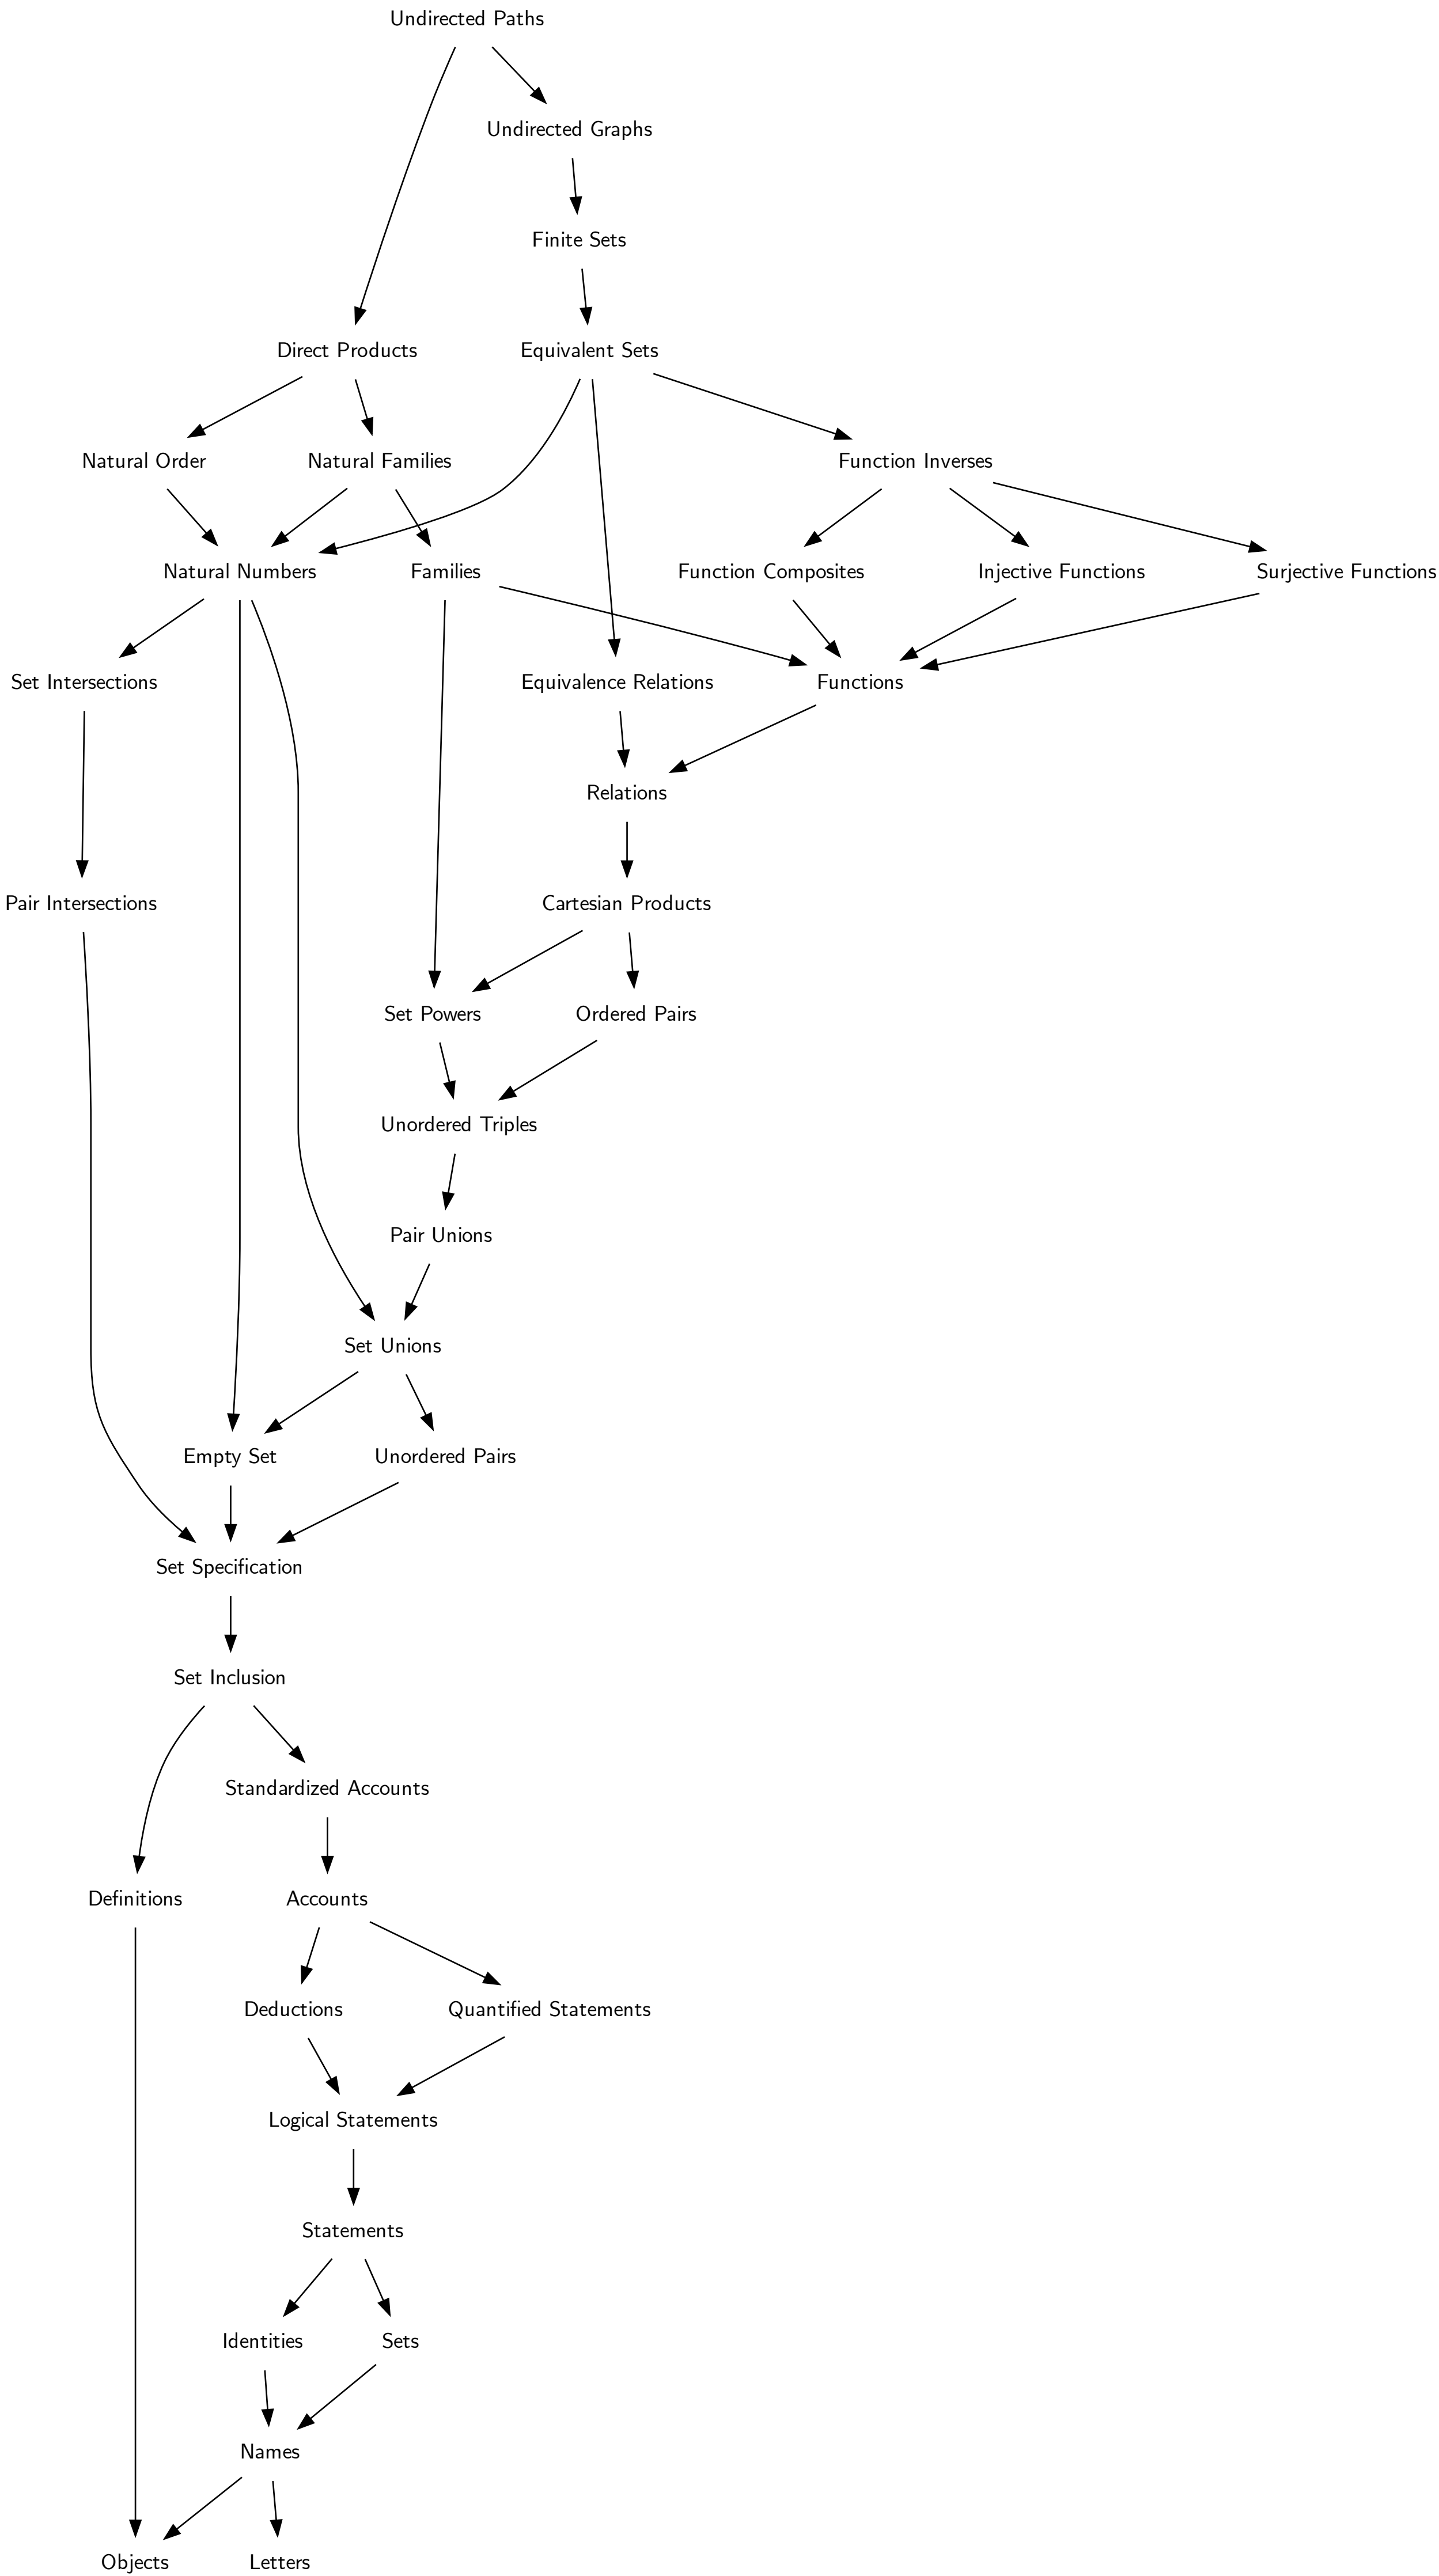 Undirected Paths
Undirected Graphs
Finite Sets
Direct Products
Equivalent Sets
Natural Order
Natural Families
Function Inverses
Natural Numbers
Families
Function Composites
Injective Functions
Surjective Functions
Set Intersections
Equivalence Relations
Functions
Relations
Pair Intersections
Cartesian Products
Set Powers
Ordered Pairs
Unordered Triples
Pair Unions
Set Unions
Empty Set
Unordered Pairs
Set Specification
Set Inclusion
Standardized Accounts
Definitions
Accounts
Deductions
Quantified Statements
Logical Statements
Statements
Identities
Sets
Names
Objects
Letters